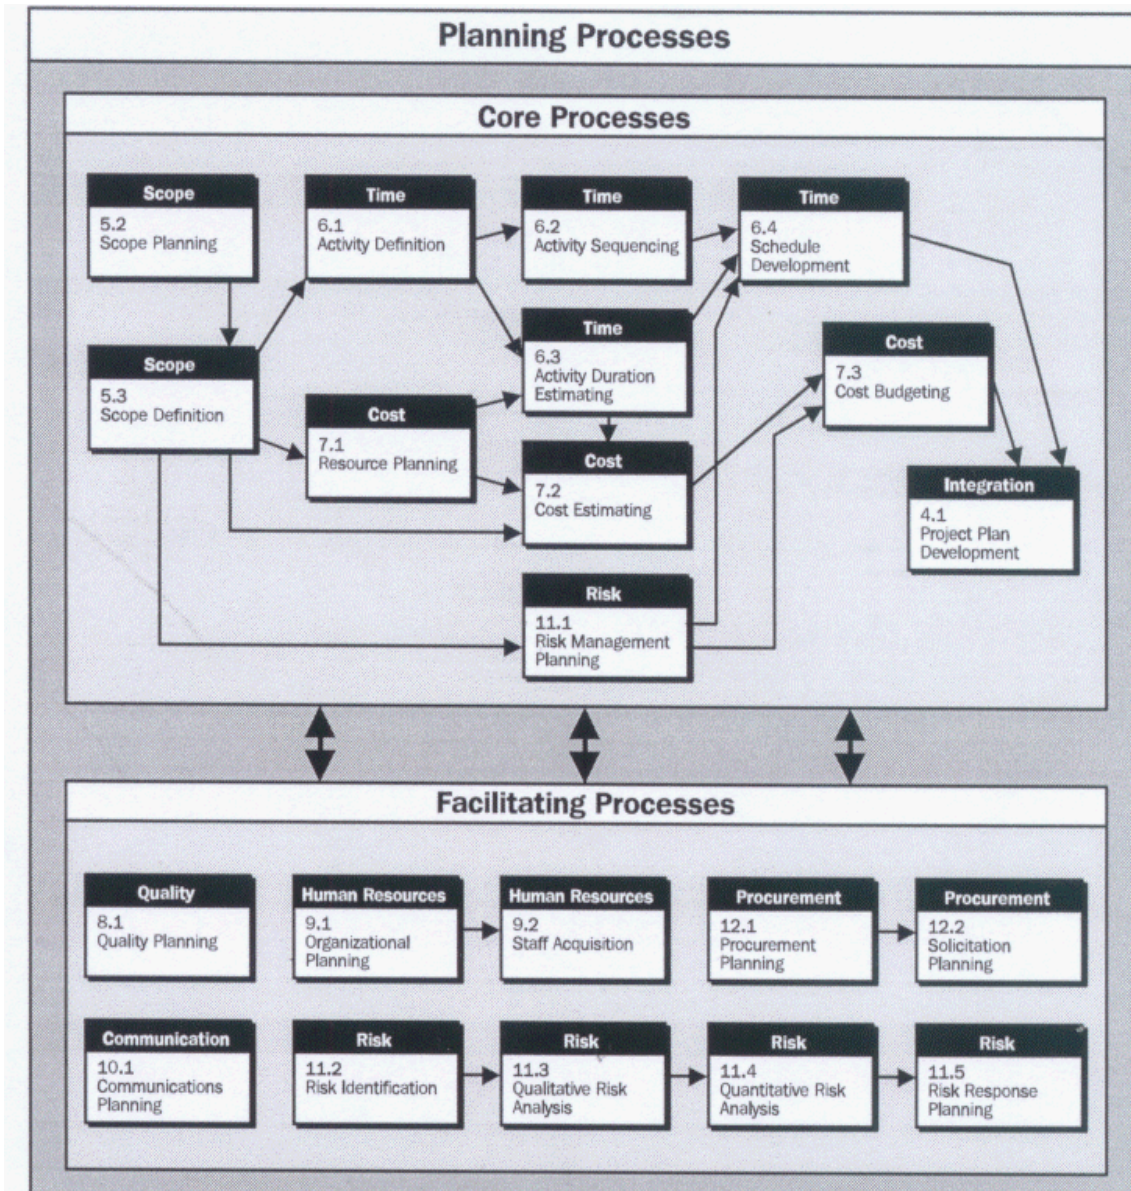 Planning Processes
Core Processes
Scope
5.2
Scope Planning
Time
6.1
Activity Definition
Time
6.2
Activity Sequencing
Time
6.4
Schedule
Development
Scope
5.3
Scope Definition
Cost
7.1
Resource Planning
Time
6.3
Activity Duration
Estimating
Cost
7.2
Cost Estimating
Cost
7.3
Cost Budgeting
Integration
4.1
Project Plan
Development
Risk
11.1
Risk Management
Planning
Facilitating Processes
Quality
8.1
Quality Planning
Human Resources
9.1
Organizational
Planning
Human Resources
9.2
Staff Acquisition
Procurement
12.1
Procurement
Planning
Procurement
12.2
Solicitation
Planning
Communication
10.1
Communications
Planning
Risk
11.2
Risk Identification
Risk
11.3
Qualitative Risk
Analysis
Risk
11.4
Quantitative Risk
Analysis
Risk
11.5
Risk Response
Planning